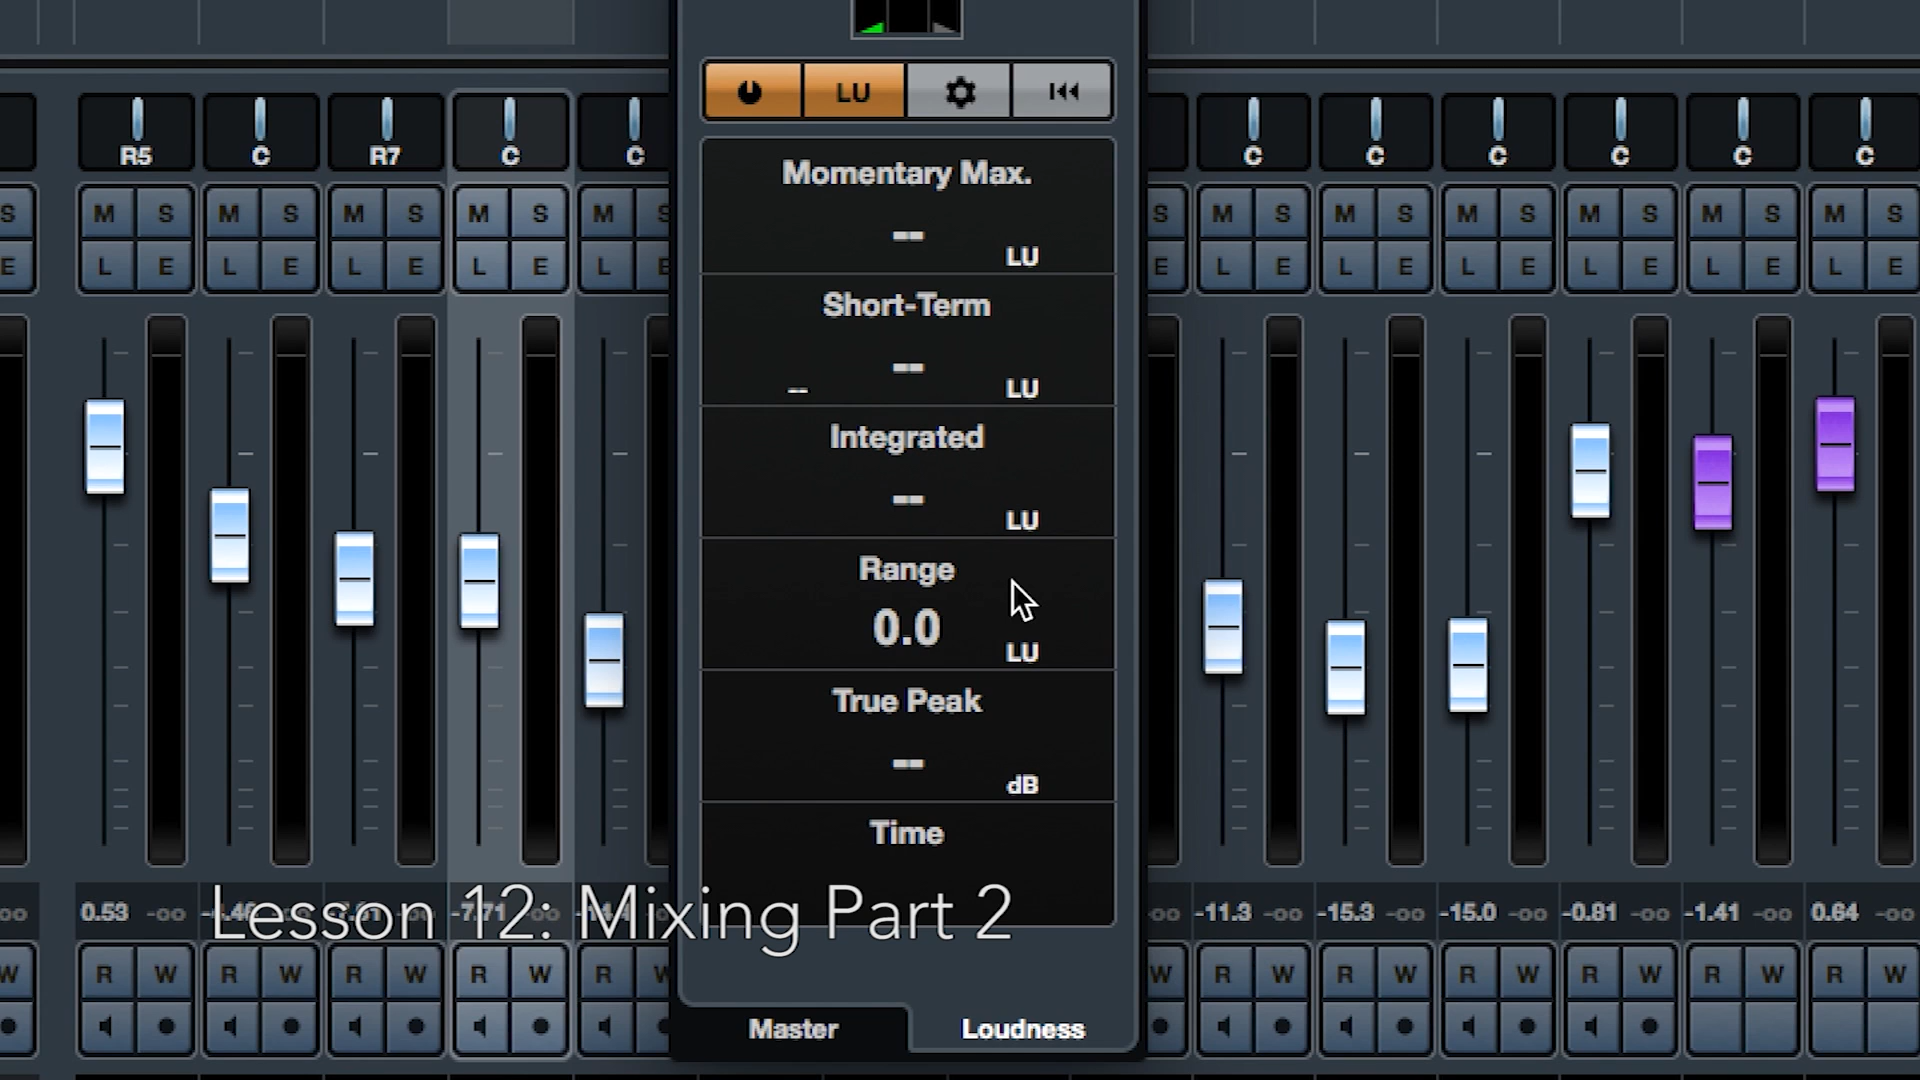 LU
R5 C R7 C C C C C C C C
M S M S M S M S M S M S M S M S M S M S
L E L E L E L E L L E L E L E L E L E L E
Momentary Max.
--
LU
Short-Term
--
-- LU
Integrated
--
LU
Range
0.0
LU
True Peak
--
dB
Time
0.53 -oo -7.71 -11.3 -oo -15.3 -oo -15.0 -oo -0.81 -oo -1.41 -oo 0.64 -oo
Lesson 12: Mixing Part 2
R W R W R W R W R W R W R W R W R W R W R W
Master Loudness